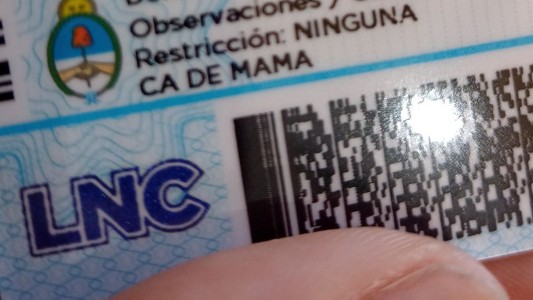 Observaciones /
Restricción: NINGUNA
CA DE MAMA
LNC